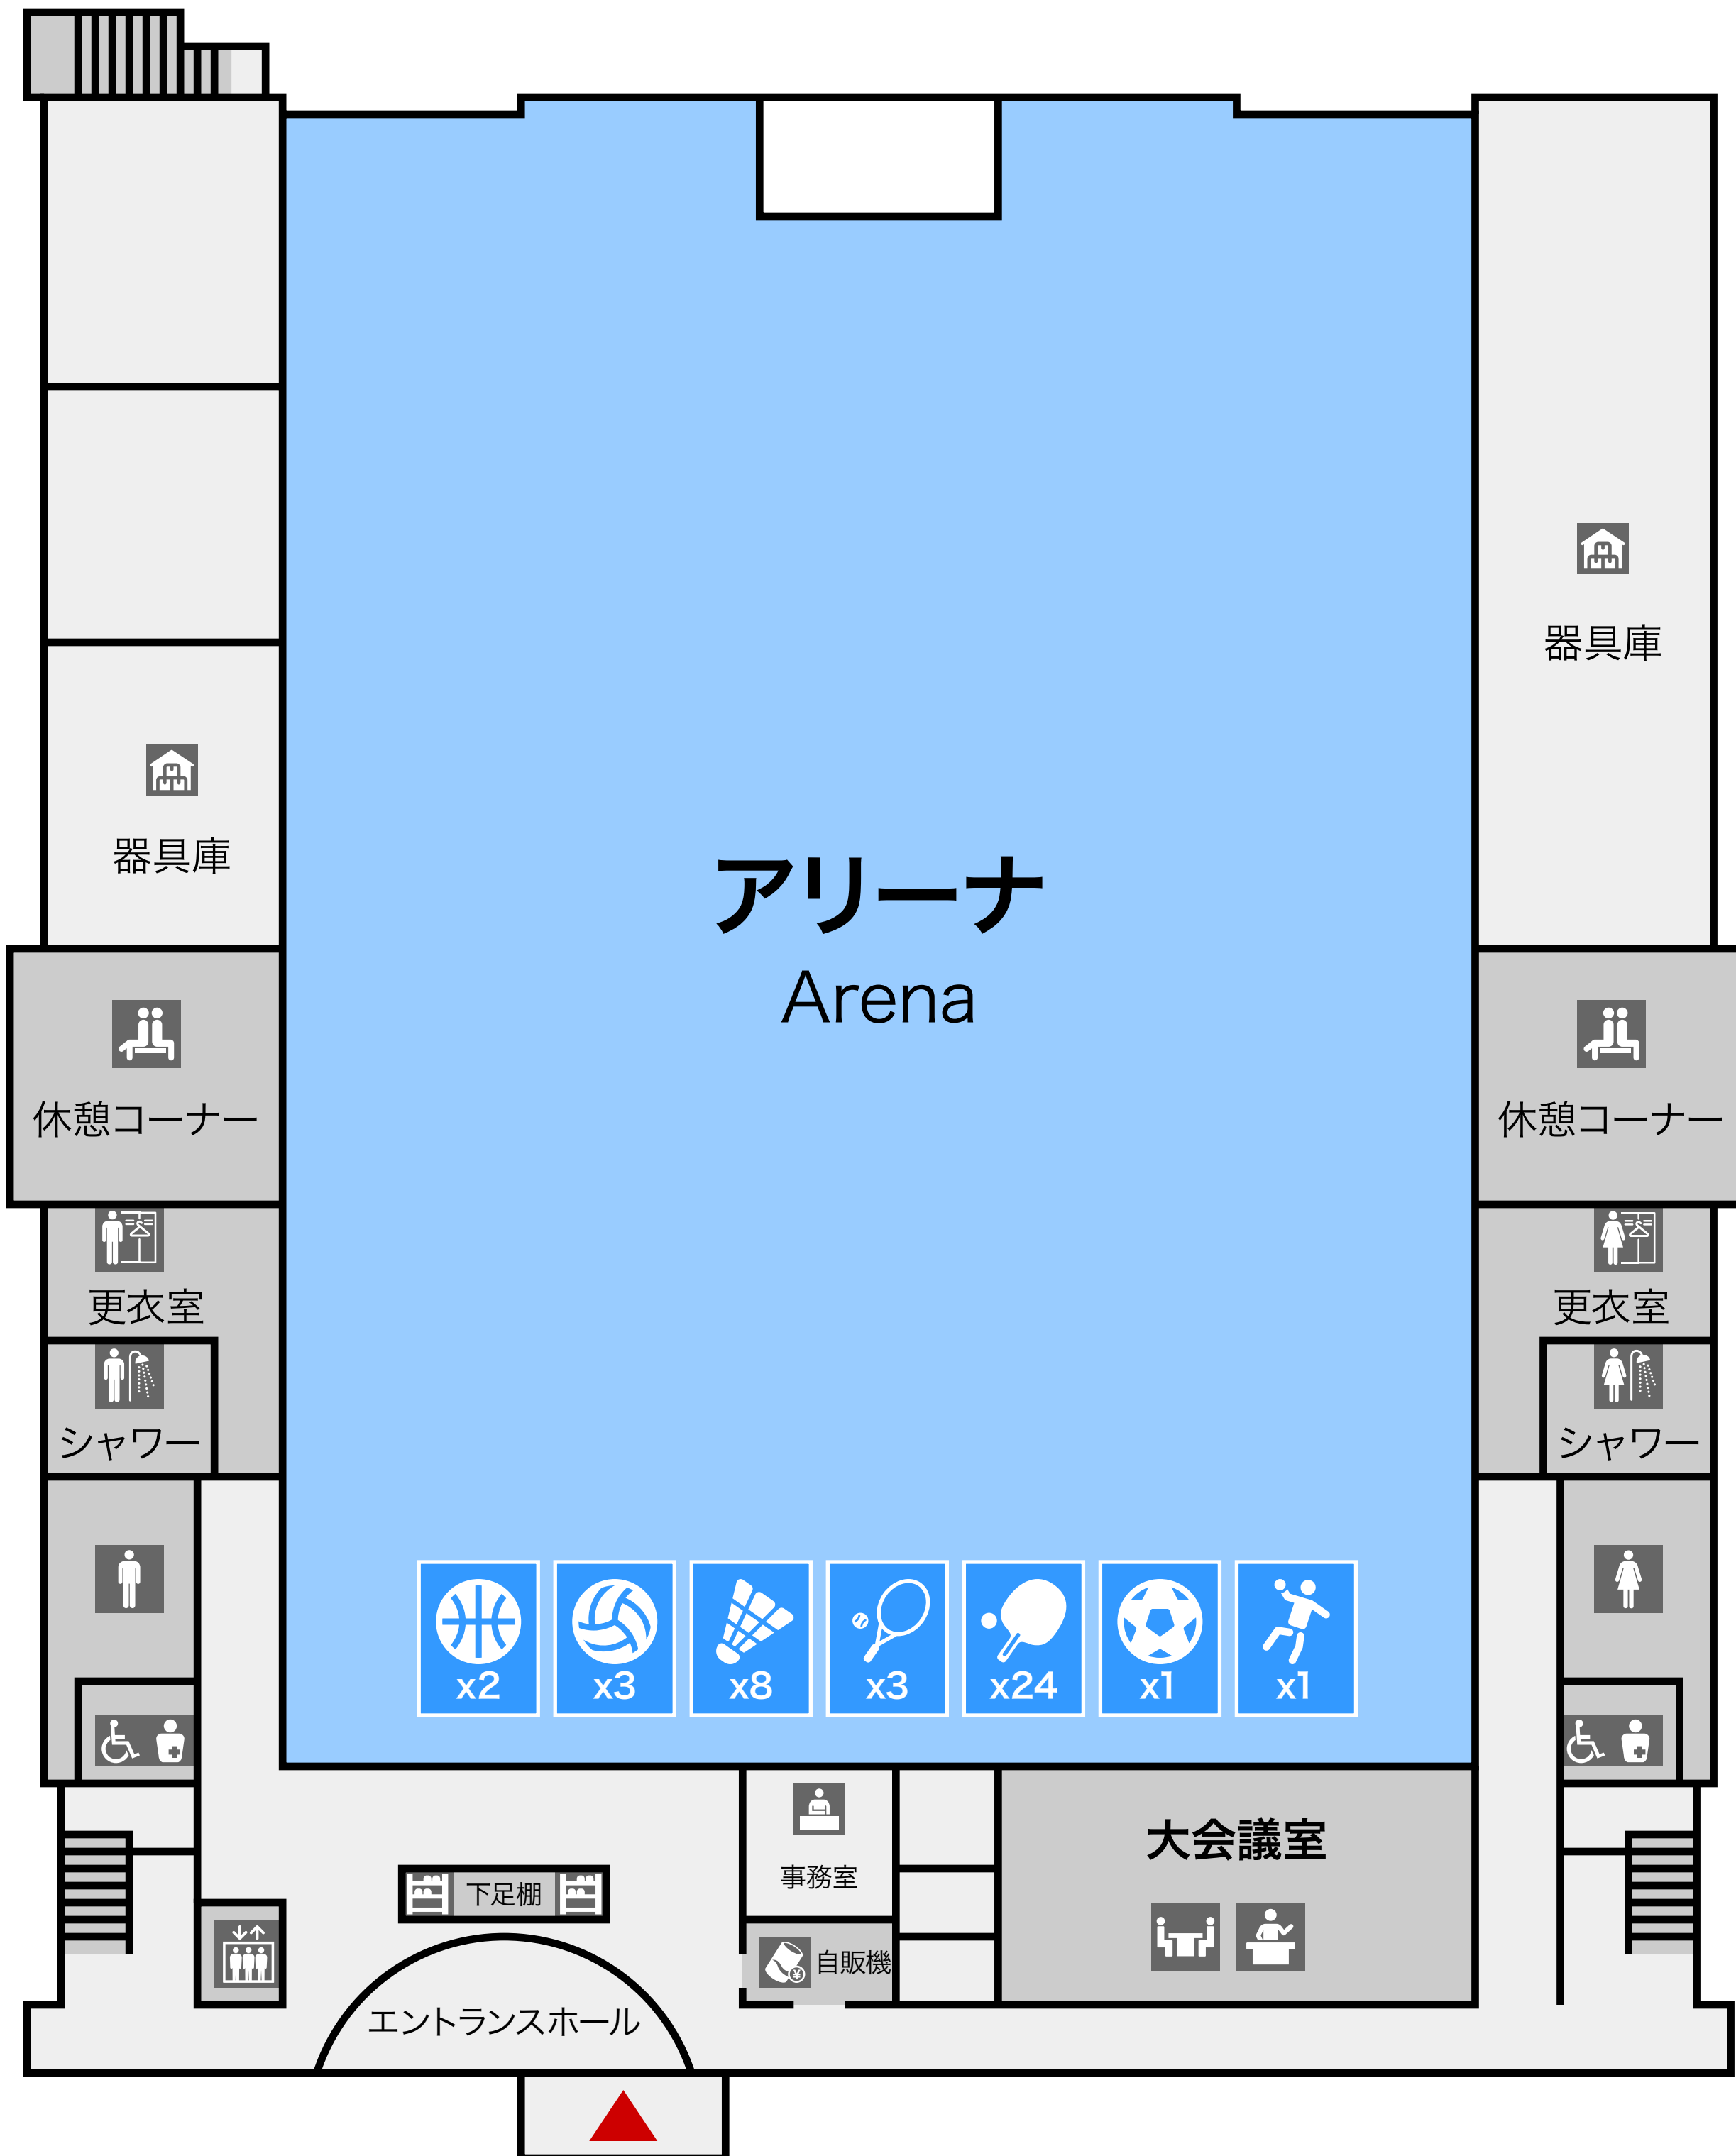 器具庫
器具庫
アリーナ
Arena
休憩コーナー
休憩コーナー
更衣室
更衣室
シャワー
シャワー
x2
x3
x8
x3
x24
x1
x1
大会議室
事務室
下足棚
自販機
¥
エントランスホール